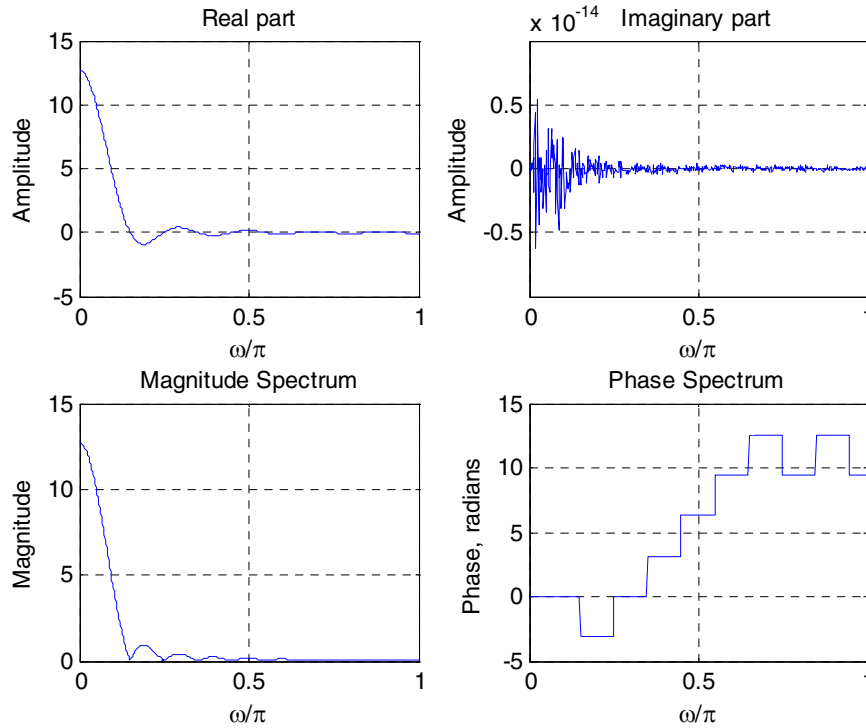 Real part
15
10
5
0
-5
0
0.5
1
Amplitude
ω/π
x 10^-14
Imaginary part
0.5
0
-0.5
0
0.5
1
Amplitude
ω/π
Magnitude Spectrum
15
10
5
0
0
0.5
1
Magnitude
ω/π
Phase Spectrum
15
10
5
0
-5
0
0.5
1
Phase, radians
ω/π